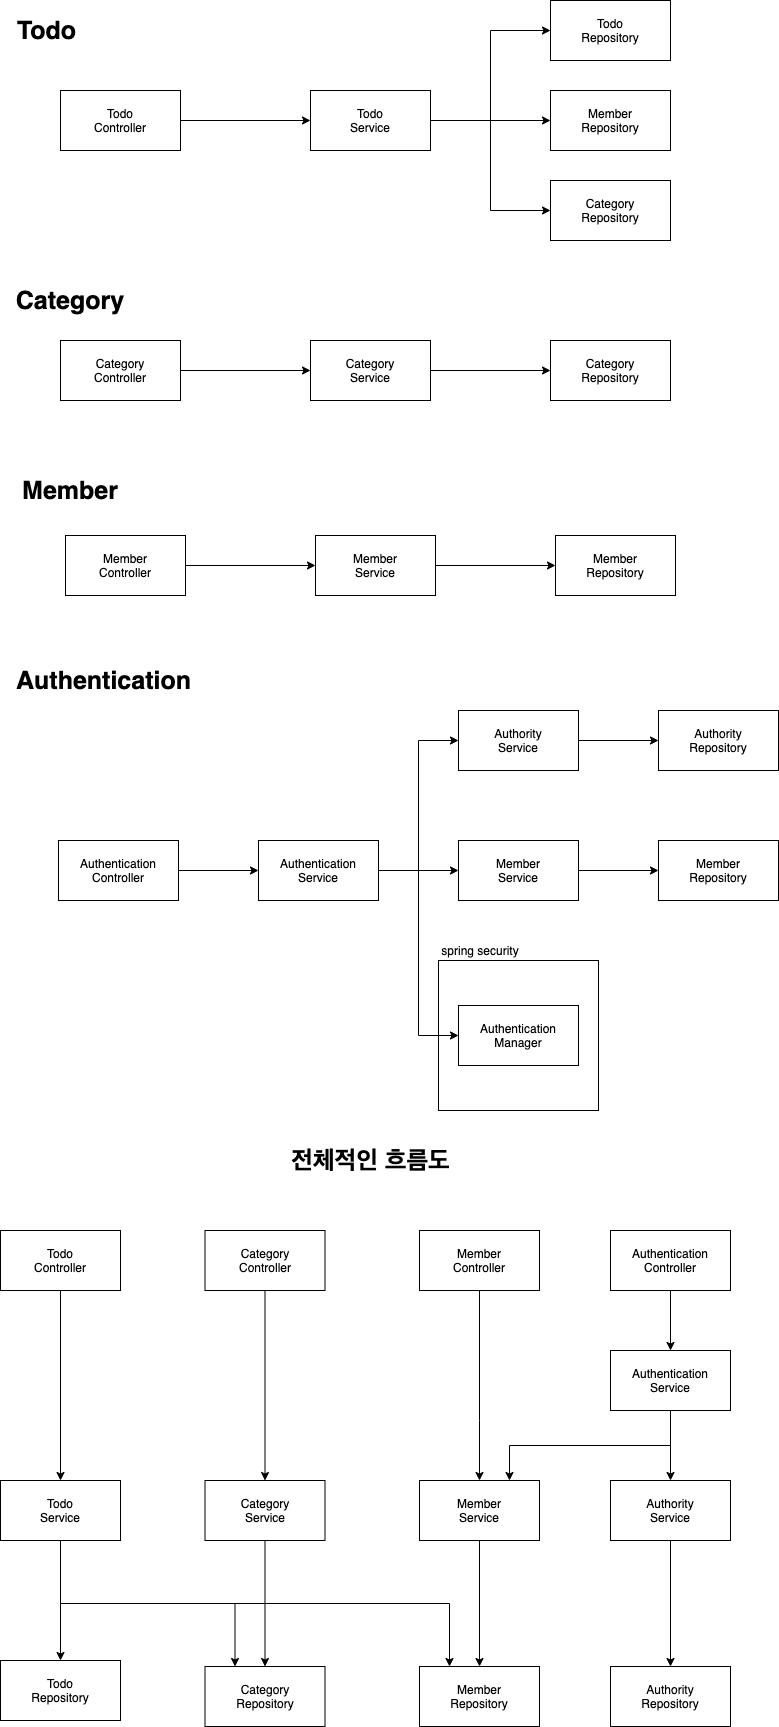 Todo
Todo
Repository
Todo
Controller
Todo
Service
Member
Repository
Category
Repository
Category
Category
Controller
Category
Service
Category
Repository
Member
Member
Controller
Member
Service
Member
Repository
Authentication
Authority
Service
Authority
Repository
Authentication
Controller
Authentication
Service
Member
Service
Member
Repository
spring security
Authentication
Manager
전체적인 흐름도
Todo
Controller
Category
Controller
Member
Controller
Authentication
Controller
Authentication
Service
Todo
Service
Category
Service
Member
Service
Authority
Service
Todo
Repository
Category
Repository
Member
Repository
Authority
Repository